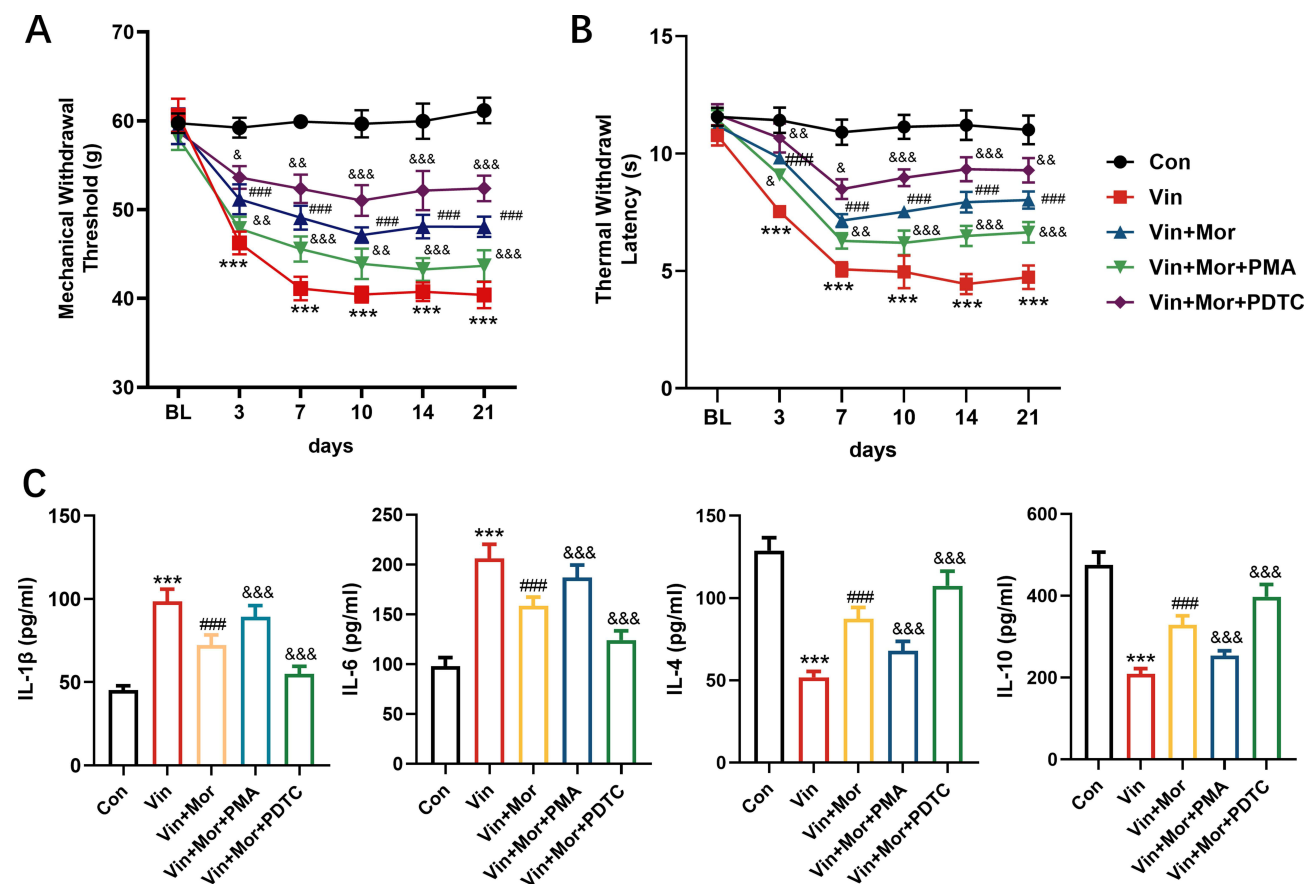 A
Mechanical Withdrawal
Threshold (g)
70
60
50
40
30
&
&&
&&&
&&&
&&&
###
###
###
###
###
&&
&&&
&&
&&&
&&&
***
***
***
***
***
BL 3 7 10 14 21
days
B
Thermal Withdrawl
Latency (s)
15
10
5
0
&&
&
&&&
&&&
&&
###
###
###
###
###
&
&&
&&&
&&&
&&&
***
***
***
***
***
BL 3 7 10 14 21
days
Con
Vin
Vin+Mor
Vin+Mor+PMA
Vin+Mor+PDTC
C
IL-1β (pg/ml)
150
100
50
0
***
###
&&&
&&&
Con
Vin
Vin+Mor
Vin+Mor+PMA
Vin+Mor+PDTC
IL-6 (pg/ml)
250
200
150
100
50
0
***
###
&&&
&&&
Con
Vin
Vin+Mor
Vin+Mor+PMA
Vin+Mor+PDTC
IL-4 (pg/ml)
150
100
50
0
***
###
&&&
&&&
Con
Vin
Vin+Mor
Vin+Mor+PMA
Vin+Mor+PDTC
IL-10 (pg/ml)
600
400
200
0
***
###
&&&
&&&
Con
Vin
Vin+Mor
Vin+Mor+PMA
Vin+Mor+PDTC